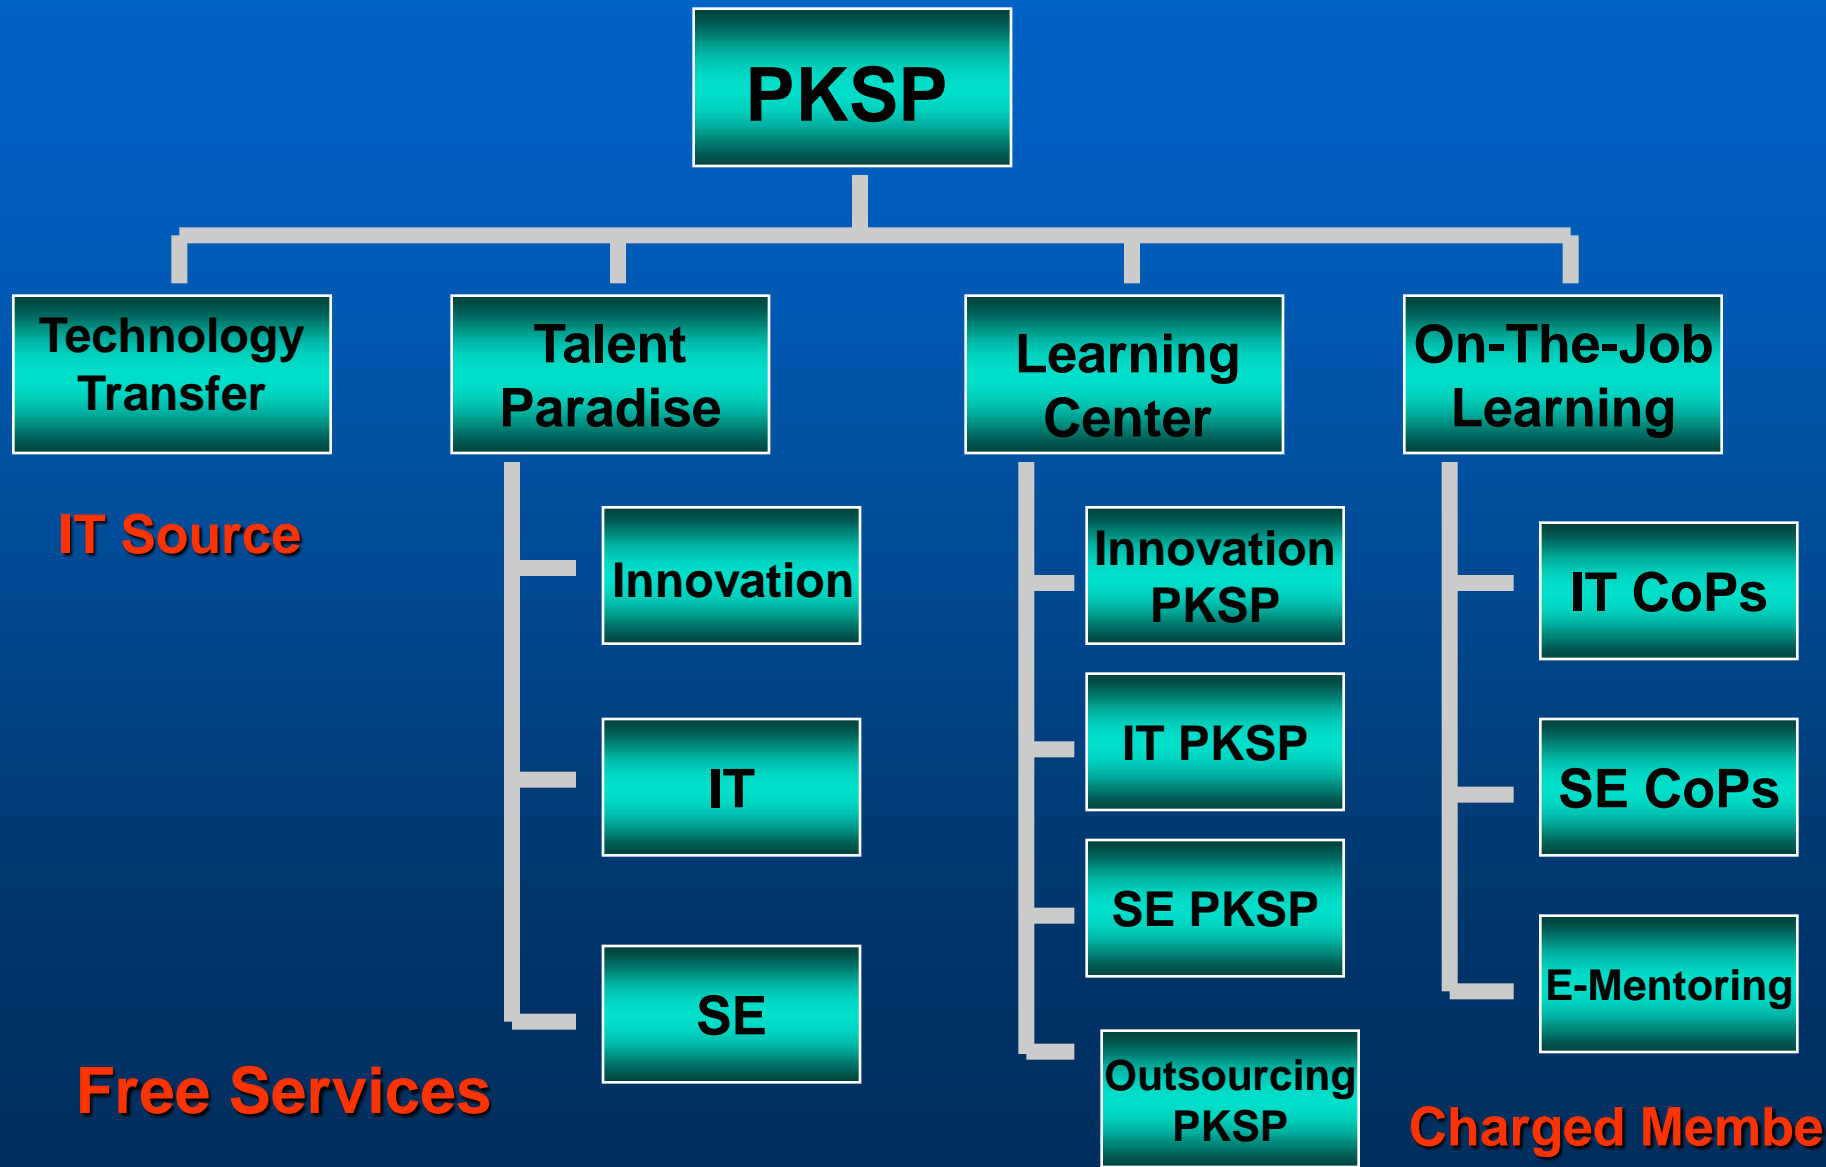 PKSP
Technology
Transfer
Talent
Paradise
Learning
Center
On-The-Job
Learning
IT Source
Innovation
IT
SE
Innovation
PKSP
IT PKSP
SE PKSP
Outsourcing
PKSP
IT CoPs
SE CoPs
E-Mentoring
Free Services
Charged Membe